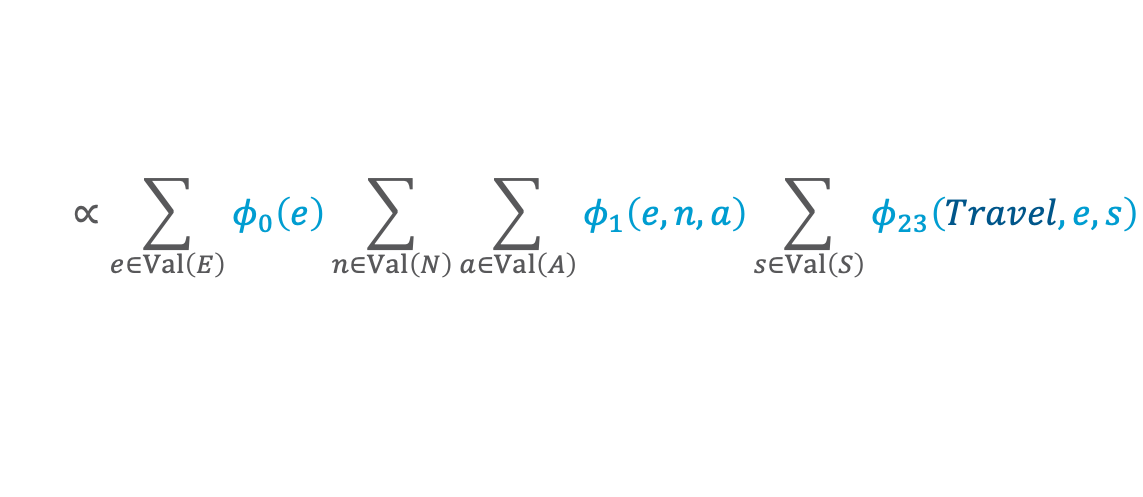 ∝ ∑ ϕ₀(e) ∑ ∑ ϕ₁(e, n, a) ∑ ϕ₂₃(Travel, e, s)
e∈Val(E) n∈Val(N) a∈Val(A) s∈Val(S)